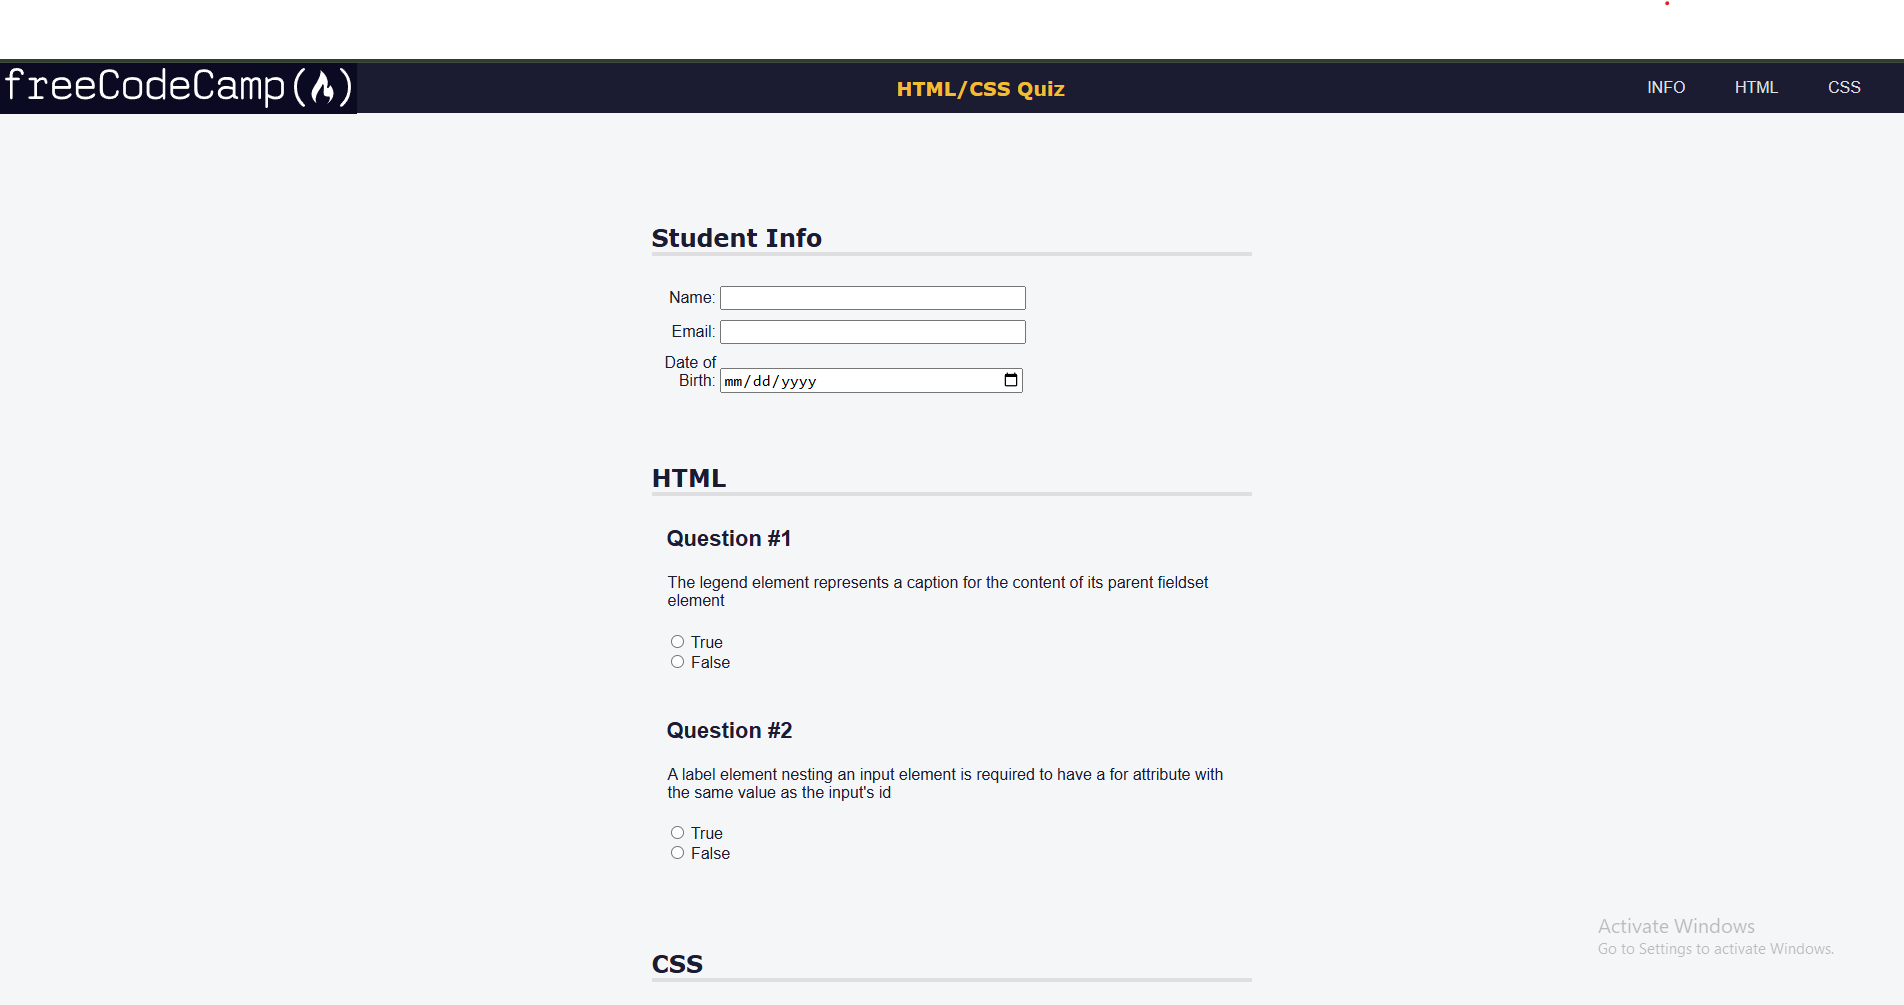 freeCodeCamp(🔥)
HTML/CSS Quiz
INFO HTML CSS
Student Info
Name:
Email:
Date of
Birth: mm/dd/yyyy
HTML
Question #1
The legend element represents a caption for the content of its parent fieldset
element
True
False
Question #2
A label element nesting an input element is required to have a for attribute with
the same value as the input's id
True
False
CSS
Activate Windows
Go to Settings to activate Windows.